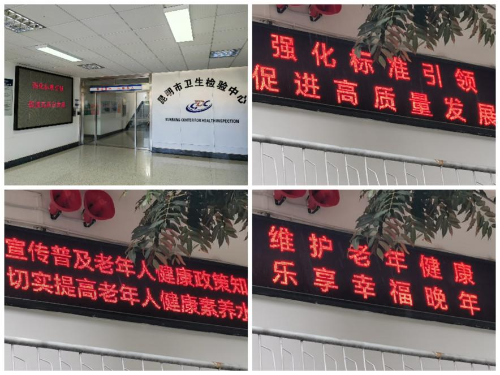 昆明市卫生检验中心
KUNMING CENTER FOR HEALTH INSPECTION
强化标准引领
促进高质量发展
宣传普及老年人健康政策知
切实提高老年人健康素养水
维护老年健康
乐享幸福晚年